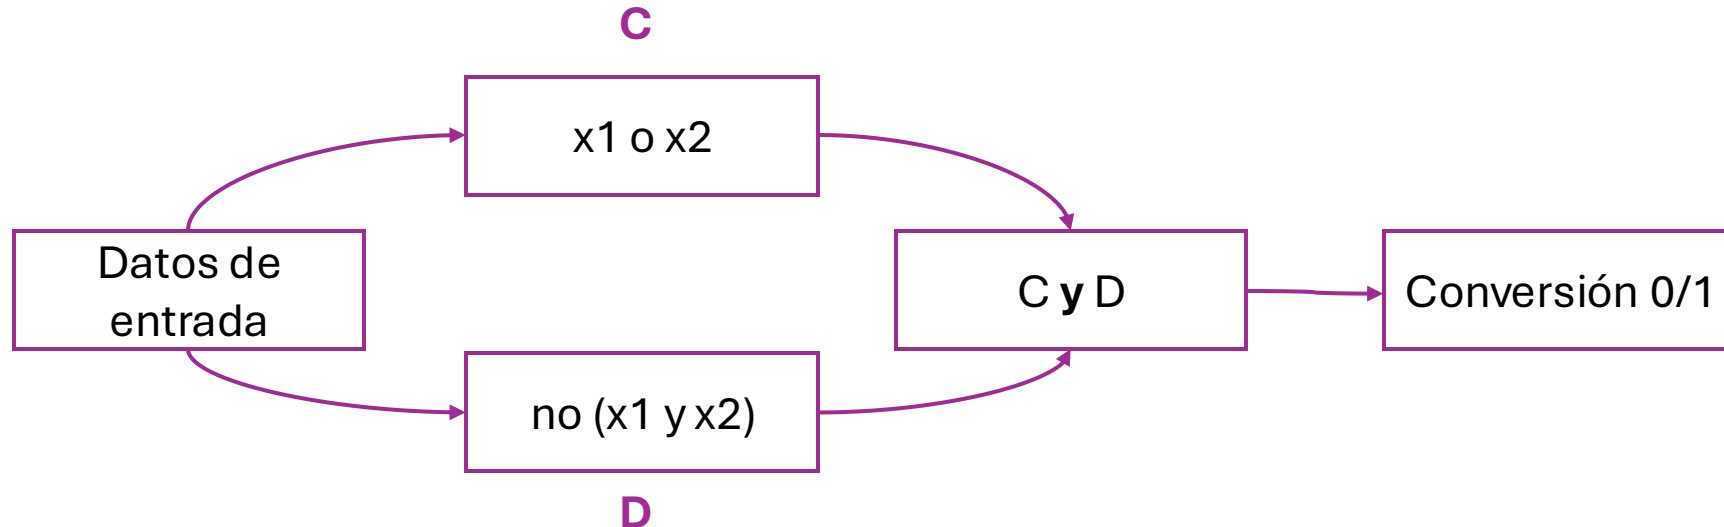 C
x1 o x2
Datos de
entrada
C y D
Conversión 0/1
no (x1 y x2)
D